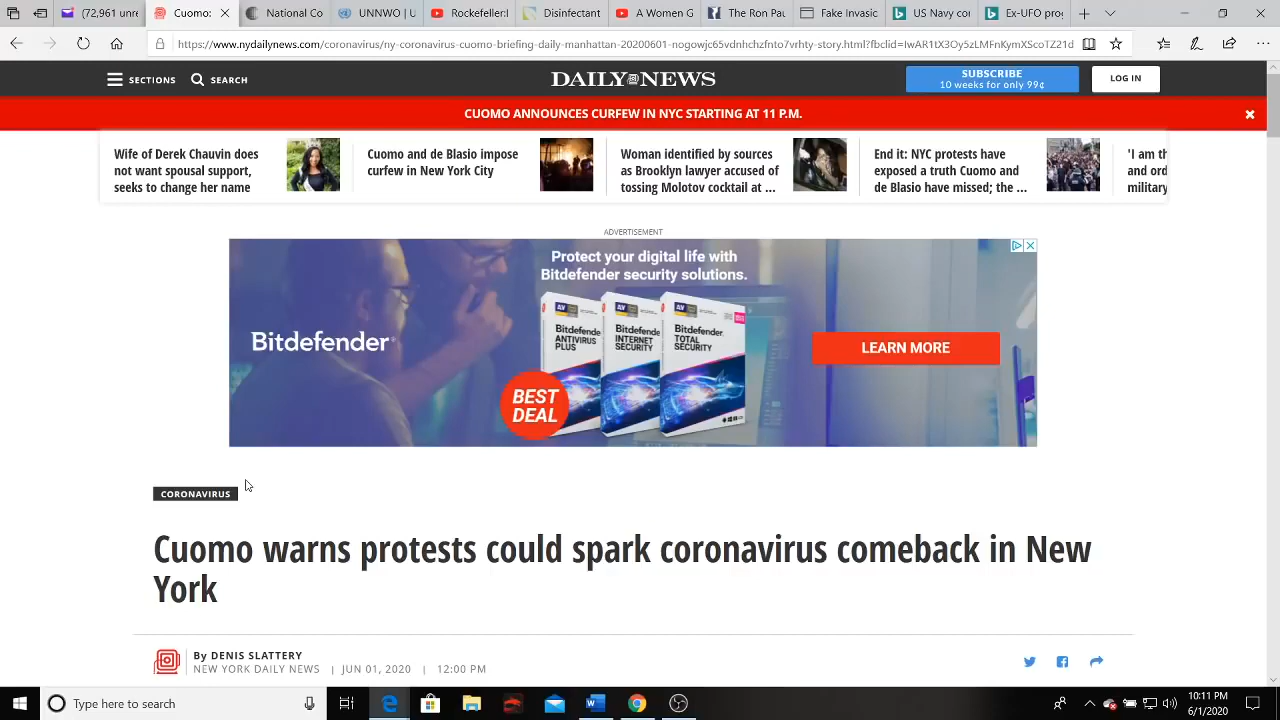 (7,961 unre
Cuomo
Wanted
National Co
Wanted
U
Rockefelle
Disinfectant
A Women G
The Ron Pau
Fake Invasic
Ex-UFO pro
https://www.nydailynews.com/coronavirus/ny-coronavirus-cuomo-briefing-daily-manhattan-20200601-nogowjc65vdnhchzfnto7vrhty-story.html?fbclid=IwAR1tX3Oy5zLMFnKymXScoTZ21d
SECTIONS
SEARCH
DAILY NEWS
SUBSCRIBE
10 weeks for only 99¢
LOG IN
CUOMO ANNOUNCES CURFEW IN NYC STARTING AT 11 P.M.
Wife of Derek Chauvin does
not want spousal support,
seeks to change her name
Cuomo and de Blasio impose
curfew in New York City
Woman identified by sources
as Brooklyn lawyer accused of
tossing Molotov cocktail at ...
End it: NYC protests have
exposed a truth Cuomo and
de Blasio have missed; the ...
'I am th
and ord
military
ADVERTISEMENT
Protect your digital life with
Bitdefender security solutions.
Bitdefender
Bitdefende
ANTIVIRUS
PLUS
Bitdefender
INTERNET
SECURITY
Bitdefender
TOTAL
SECURITY
BEST
DEAL
LEARN MORE
CORONAVIRUS
Cuomo warns protests could spark coronavirus comeback in New
York
By DENIS SLATTERY
NEW YORK DAILY NEWS | JUN 01, 2020 | 12:00 PM
Type here to search
10:11 PM
6/1/2020